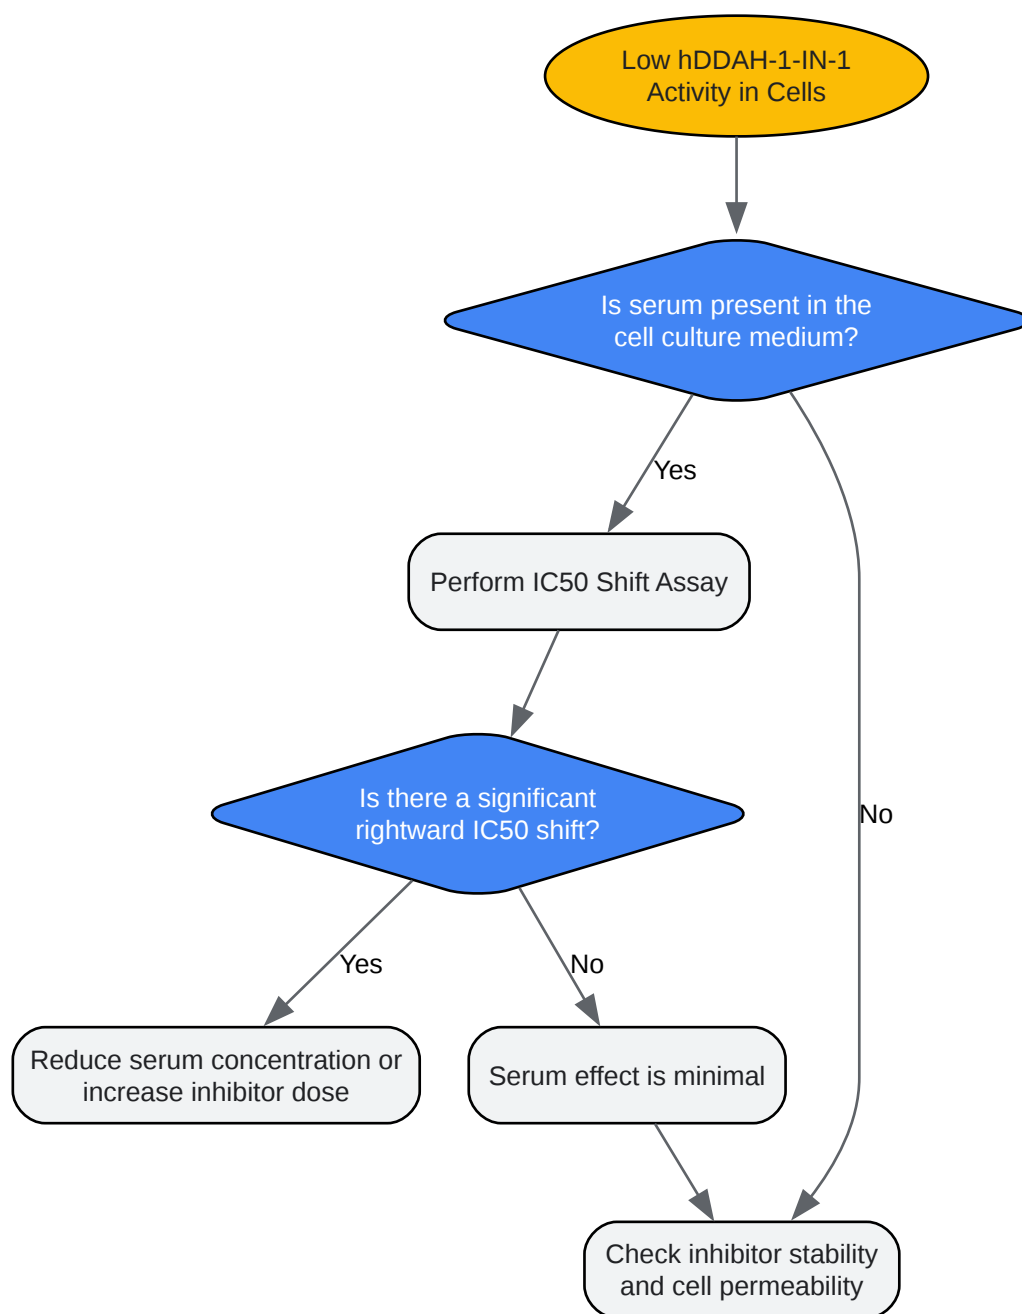 Low hDDAH-1-IN-1
Activity in Cells
Is serum present in the
cell culture medium?
Yes
Perform IC50 Shift Assay
Is there a significant
rightward IC50 shift?
No
Yes
No
Reduce serum concentration or
increase inhibitor dose
Serum effect is minimal
Check inhibitor stability
and cell permeability